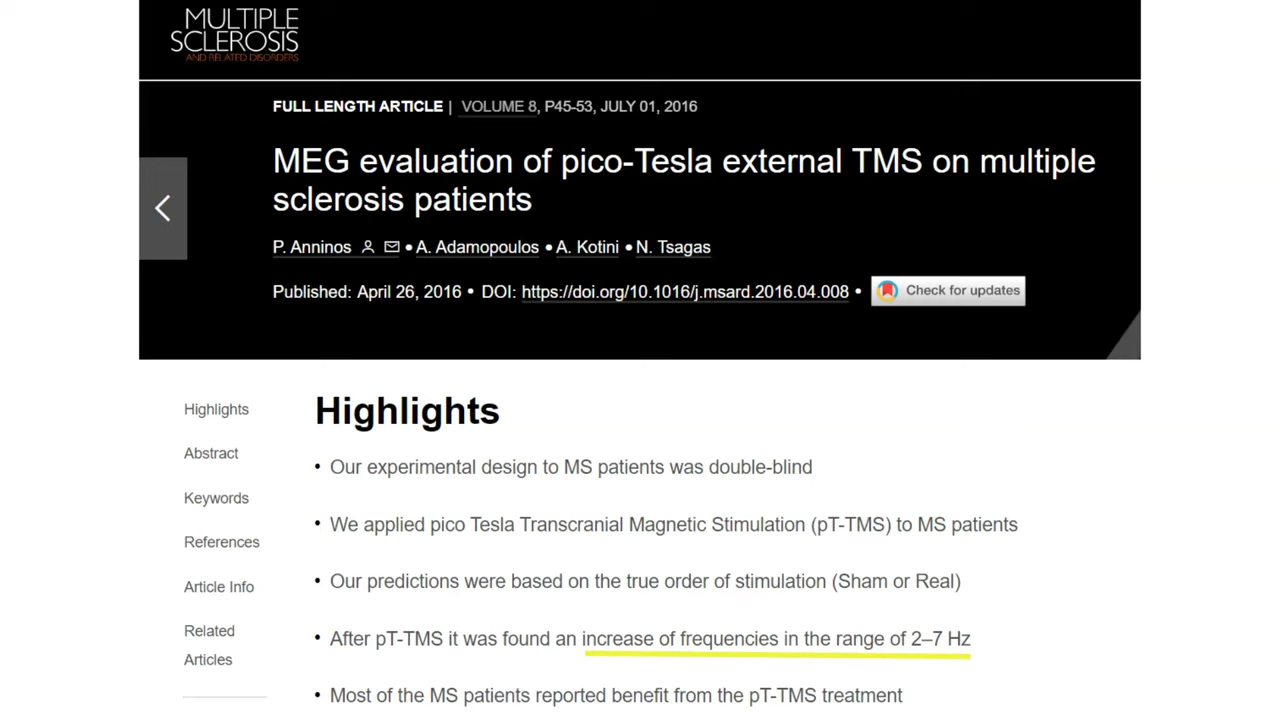 MULTIPLE
SCLEROSIS
AND RELATED DISORDERS
FULL LENGTH ARTICLE | VOLUME 8, P45-53, JULY 01, 2016
MEG evaluation of pico-Tesla external TMS on multiple
sclerosis patients
P. Anninos • A. Adamopoulos • A. Kotini • N. Tsagas
Published: April 26, 2016 • DOI: https://doi.org/10.1016/j.msard.2016.04.008 • Check for updates
Highlights
Abstract
Keywords
References
Article Info
Related
Articles
Highlights
• Our experimental design to MS patients was double-blind
• We applied pico Tesla Transcranial Magnetic Stimulation (pT-TMS) to MS patients
• Our predictions were based on the true order of stimulation (Sham or Real)
• After pT-TMS it was found an increase of frequencies in the range of 2–7 Hz
• Most of the MS patients reported benefit from the pT-TMS treatment